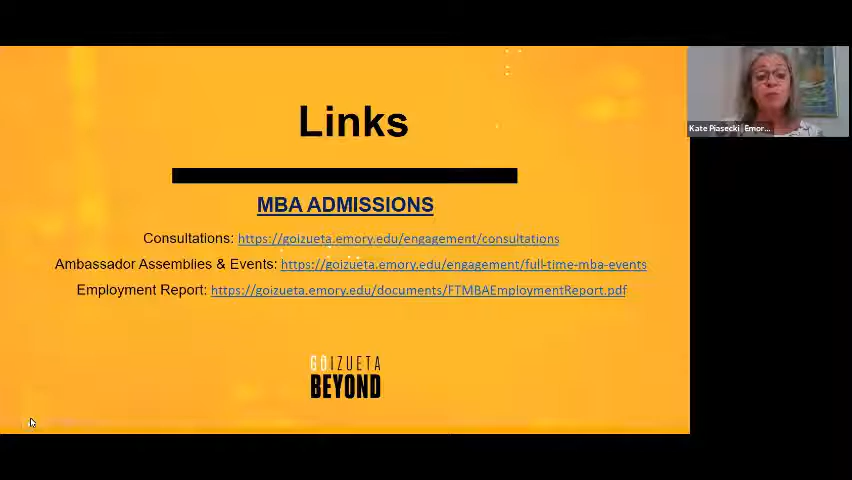 Links
MBA ADMISSIONS
Consultations: https://goizueta.emory.edu/engagement/consultations
Ambassador Assemblies & Events: https://goizueta.emory.edu/engagement/full-time-mba-events
Employment Report: https://goizueta.emory.edu/documents/FTMBAEmploymentReport.pdf
GOIZUETA
BEYOND
Kate Piasecki Emor...